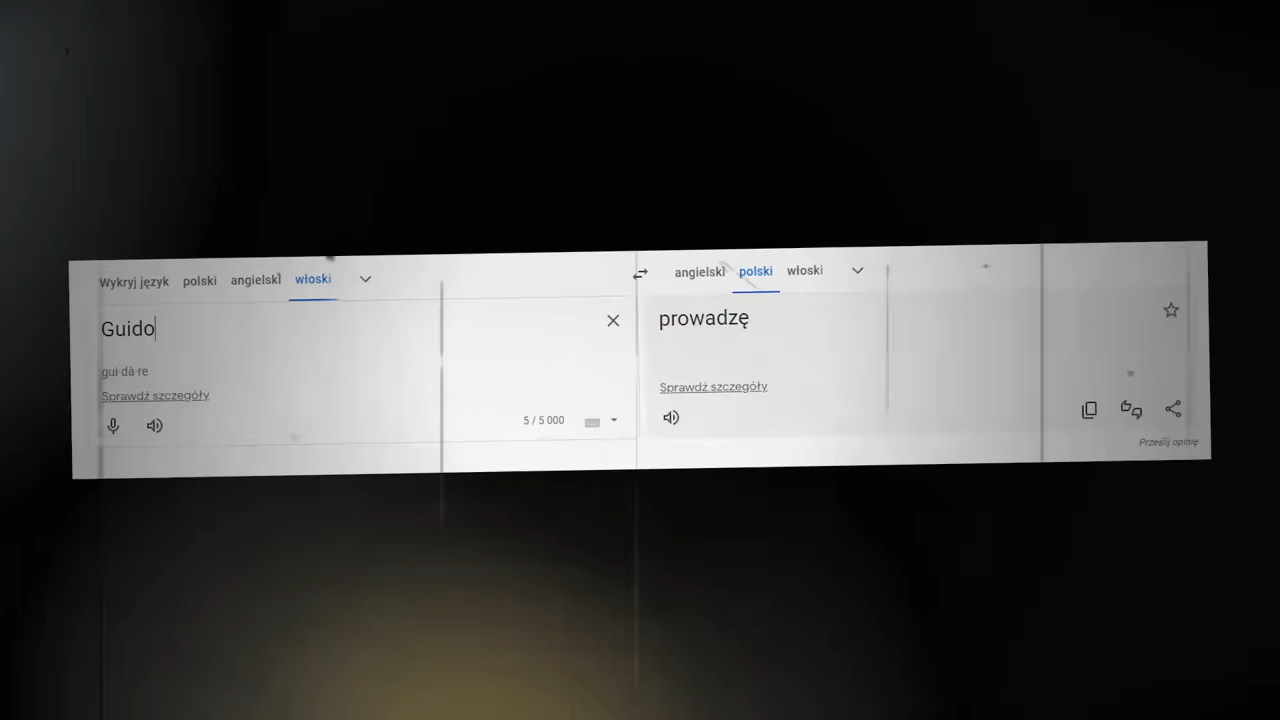 Wykryj język polski angielski włoski
angielski polski włoski
Guido
prowadzę
gui·dà·re
Sprawdź szczegóły
Sprawdź szczegóły
5 / 5 000
Prześlij opinię